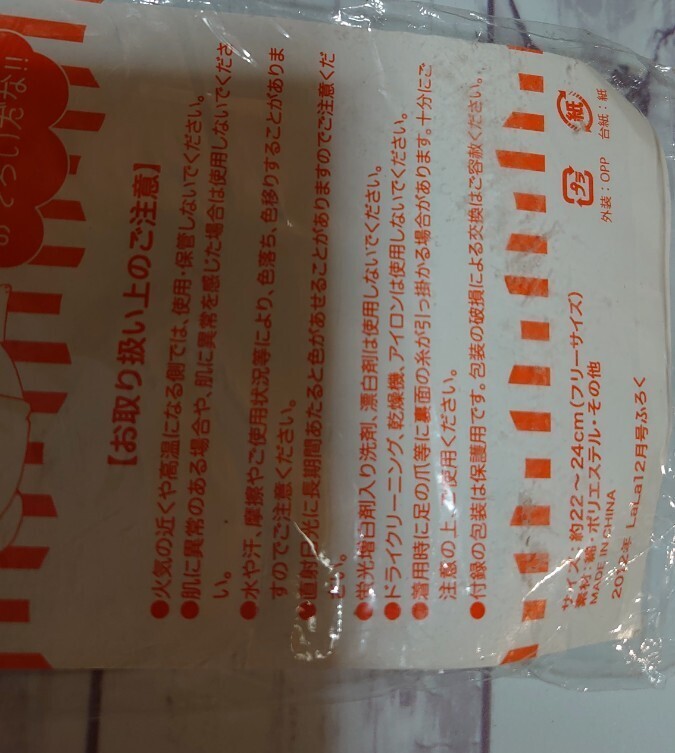 おそろいだな!!
【お取り扱い上のご注意】
●火気の近くや高温になる側では、使用・保管しないでください。
●肌に異常のある場合や、肌に異常を感じた場合は使用しないでくださ
い。
●水や汗、摩擦やご使用状況等により、色落ち、色移りすることがありま
すのでご注意ください。
●直射日光に長期間あたると色があせることがありますのでご注意くだ
さい。
●蛍光増白剤入り洗剤、漂白剤は使用しないでください。
●ドライクリーニング、乾燥機、アイロンは使用しないでください。
●着用時に足の爪等に裏面の糸が引っ掛かる場合があります。十分にご
注意の上、ご使用ください。
●付録の包装は保護用です。包装の破損による交換はご容赦ください。
サイズ：約22～24cm(フリーサイズ)
素材：綿・ポリエステル・その他
MADE IN CHINA
2012年 LaLa12月号ふろく
プラ
紙
外装：OPP 台紙：紙